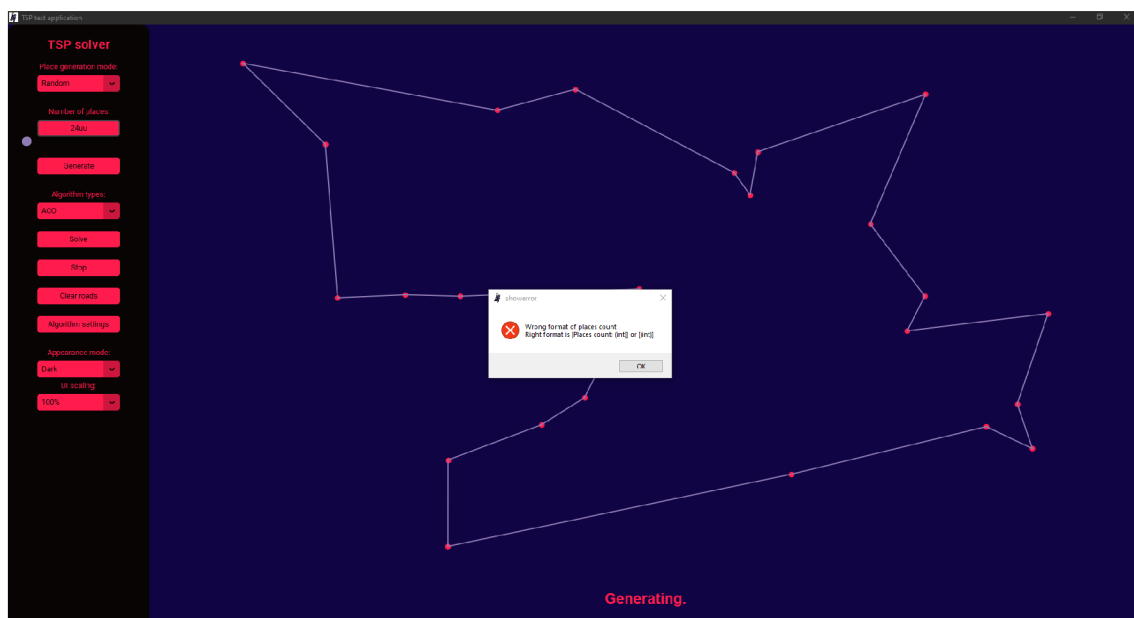 TSP test application
TSP solver
Place generation mode:
Random
Number of places:
24uu
Generate
Algorithm types:
ACO
Solve
Stop
Clear roads
Algorithm settings
Appearance mode:
Dark
UI scaling:
100%
showerror
Wrong format of places count
Right format is [Places count: (int)] or [(int)]
OK
Generating.